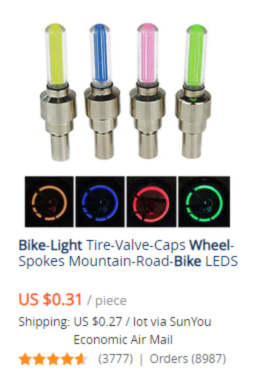 Bike-Light Tire-Valve-Caps Wheel-
Spokes Mountain-Road-Bike LEDS
US $0.31 / piece
Shipping: US $0.27 / lot via SunYou
Economic Air Mail
(3777) | Orders (8987)